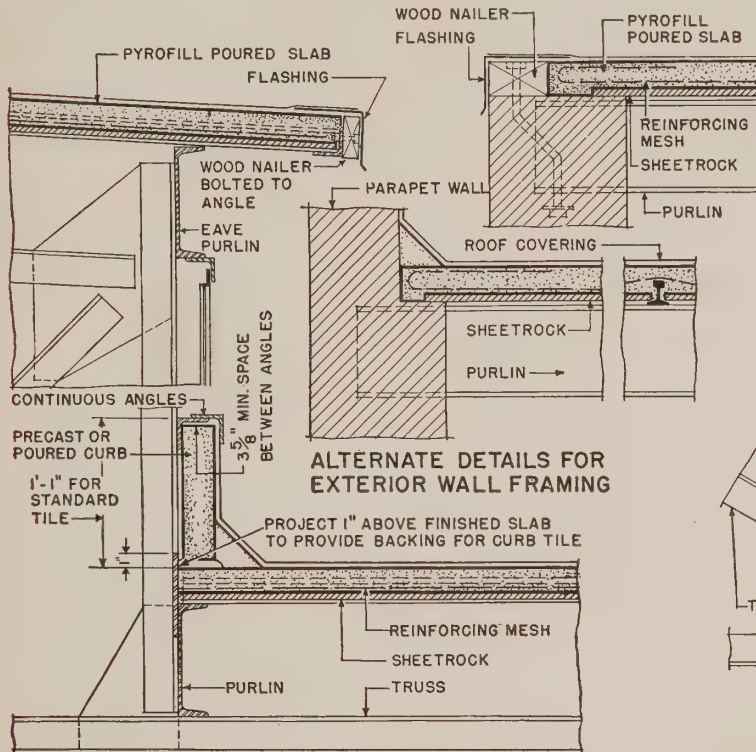 PYROFILL POURED SLAB
FLASHING
WOOD NAILER
BOLTED TO
ANGLE
EAVE
PURLIN
WOOD NAILER
FLASHING
PYROFILL
POURED SLAB
REINFORCING
MESH
SHEETROCK
PURLIN
PARAPET WALL
ROOF COVERING
SHEETROCK
PURLIN
CONTINUOUS ANGLES
3 5/8" MIN. SPACE
BETWEEN ANGLES
PRECAST OR
POURED CURB
1'-1" FOR
STANDARD
TILE
1"
ALTERNATE DETAILS FOR
EXTERIOR WALL FRAMING
PROJECT 1" ABOVE FINISHED SLAB
TO PROVIDE BACKING FOR CURB TILE
REINFORCING MESH
SHEETROCK
PURLIN
TRUSS
T